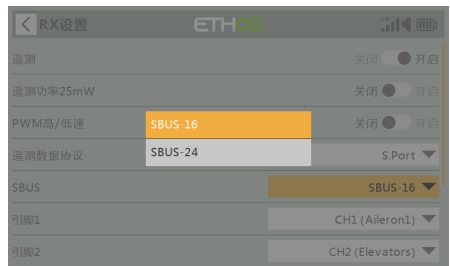 RX设置 ETHOS
遥测 关闭 开启
遥测功率25mW 关闭 开启
PWM高/低速 关闭 开启
SBUS-16
SBUS-24
遥测数据协议 S.Port
SBUS SBUS-16
引脚1 CH1 (Aileron1)
引脚2 CH2 (Elevators)